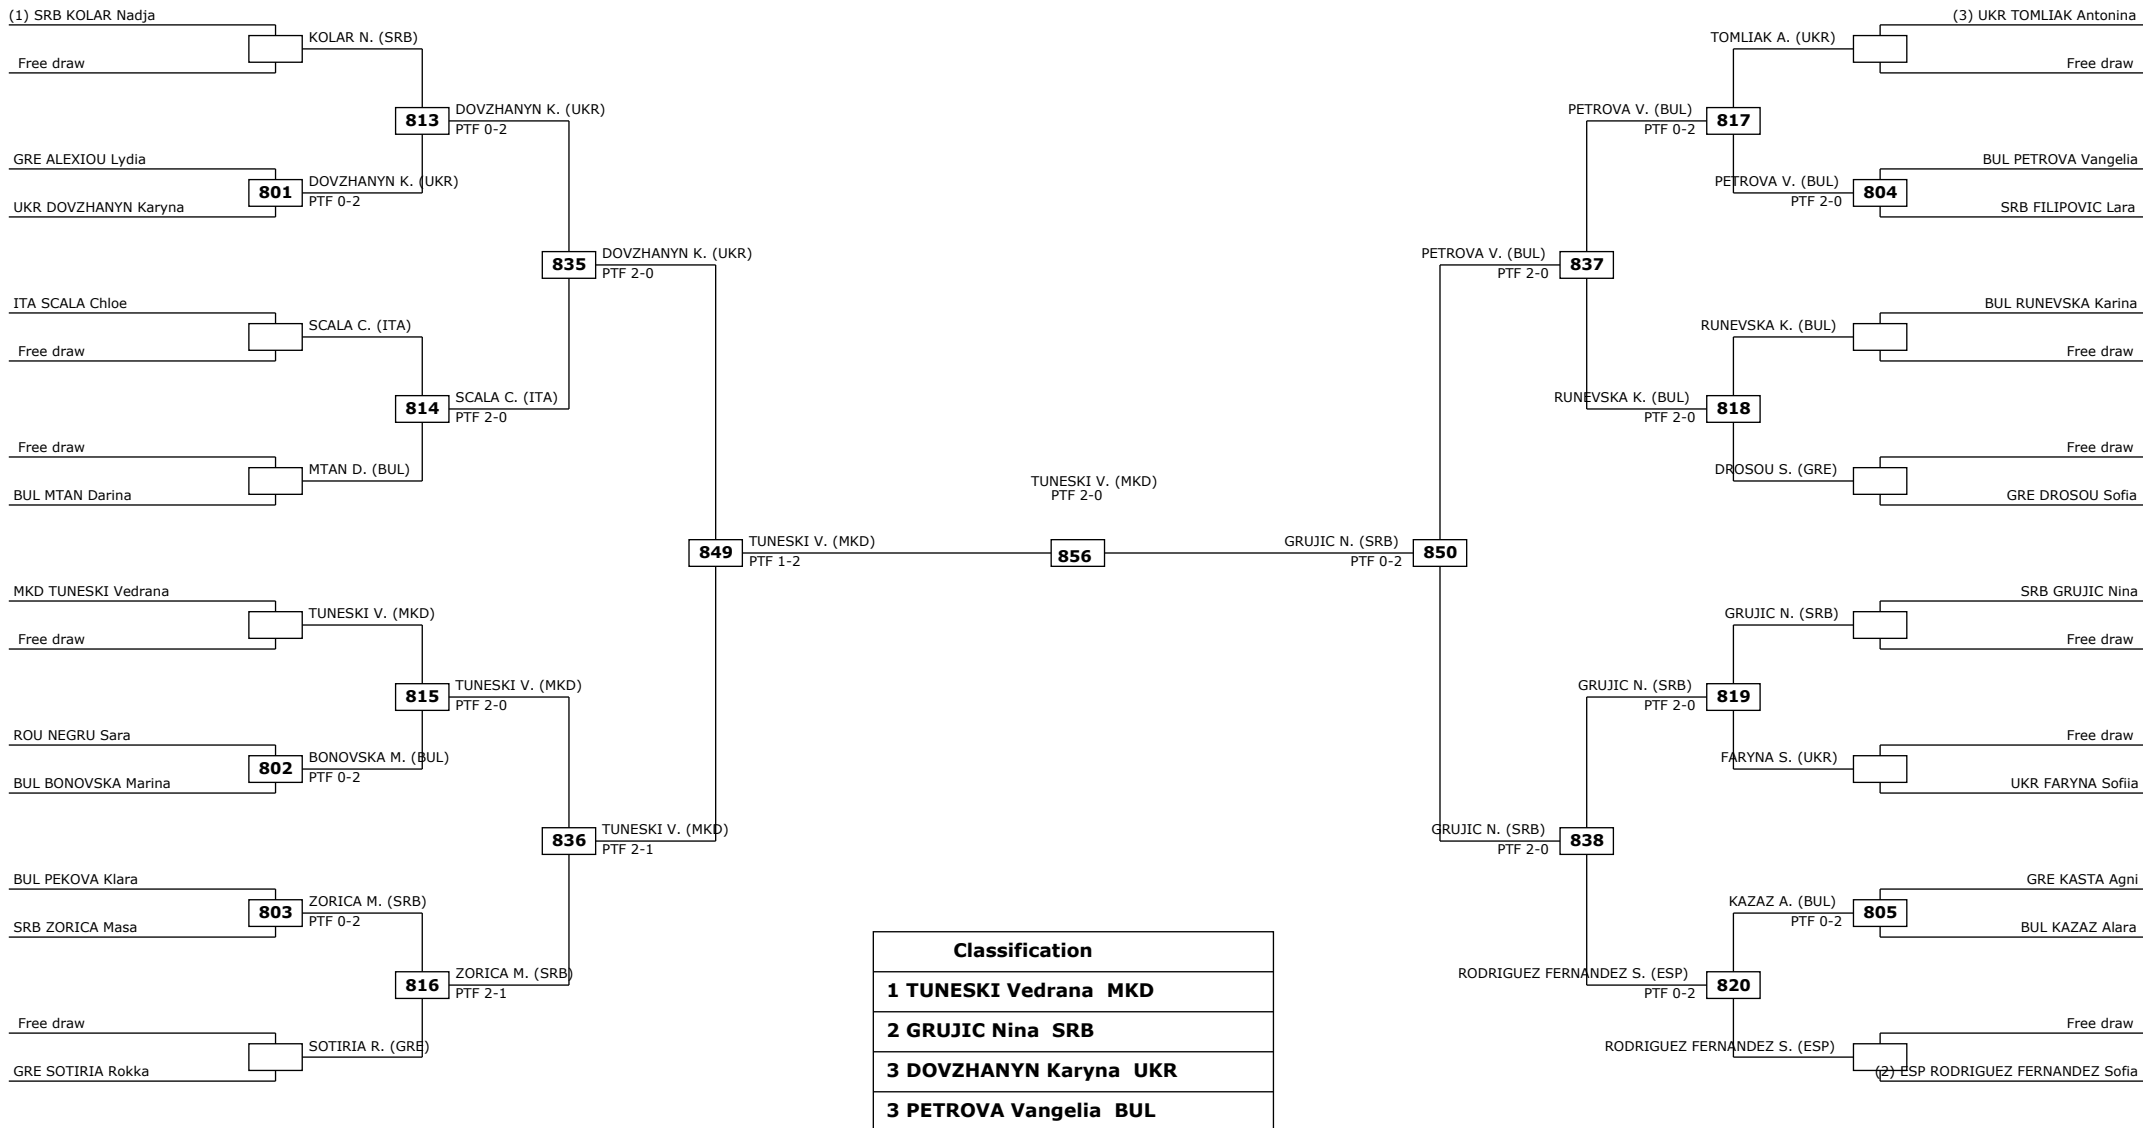 (1) SRB KOLAR Nadja
KOLAR N. (SRB)
Free draw
813
DOVZHANYN K. (UKR)
PTF 0-2
GRE ALEXIOU Lydia
801
DOVZHANYN K. (UKR)
PTF 0-2
UKR DOVZHANYN Karyna
835
DOVZHANYN K. (UKR)
PTF 2-0
ITA SCALA Chloe
SCALA C. (ITA)
Free draw
814
SCALA C. (ITA)
PTF 2-0
Free draw
MTAN D. (BUL)
BUL MTAN Darina
849
TUNESKI V. (MKD)
PTF 1-2
MKD TUNESKI Vedrana
TUNESKI V. (MKD)
Free draw
815
TUNESKI V. (MKD)
PTF 2-0
ROU NEGRU Sara
802
BONOVSKA M. (BUL)
PTF 0-2
BUL BONOVSKA Marina
836
TUNESKI V. (MKD)
PTF 2-1
BUL PEKOVA Klara
803
ZORICA M. (SRB)
PTF 0-2
SRB ZORICA Masa
816
ZORICA M. (SRB)
PTF 2-1
Free draw
SOTIRIA R. (GRE)
GRE SOTIRIA Rokka
TUNESKI V. (MKD)
PTF 2-0
856
(3) UKR TOMLIAK Antonina
TOMLIAK A. (UKR)
Free draw
PETROVA V. (BUL)
PTF 0-2
817
BUL PETROVA Vangelia
PETROVA V. (BUL)
PTF 2-0
804
SRB FILIPOVIC Lara
PETROVA V. (BUL)
PTF 2-0
837
BUL RUNEVSKA Karina
RUNEVSKA K. (BUL)
Free draw
RUNEVSKA K. (BUL)
PTF 2-0
818
Free draw
DROSOU S. (GRE)
GRE DROSOU Sofia
GRUJIC N. (SRB)
PTF 0-2
850
SRB GRUJIC Nina
GRUJIC N. (SRB)
Free draw
GRUJIC N. (SRB)
PTF 2-0
819
Free draw
FARYNA S. (UKR)
UKR FARYNA Sofiia
GRUJIC N. (SRB)
PTF 2-0
838
GRE KASTA Agni
KAZAZ A. (BUL)
PTF 0-2
805
BUL KAZAZ Alara
RODRIGUEZ FERNANDEZ S. (ESP)
PTF 0-2
820
Free draw
RODRIGUEZ FERNANDEZ S. (ESP)
(2) ESP RODRIGUEZ FERNANDEZ Sofia
Classification
1 TUNESKI Vedrana MKD
2 GRUJIC Nina SRB
3 DOVZHANYN Karyna UKR
3 PETROVA Vangelia BUL